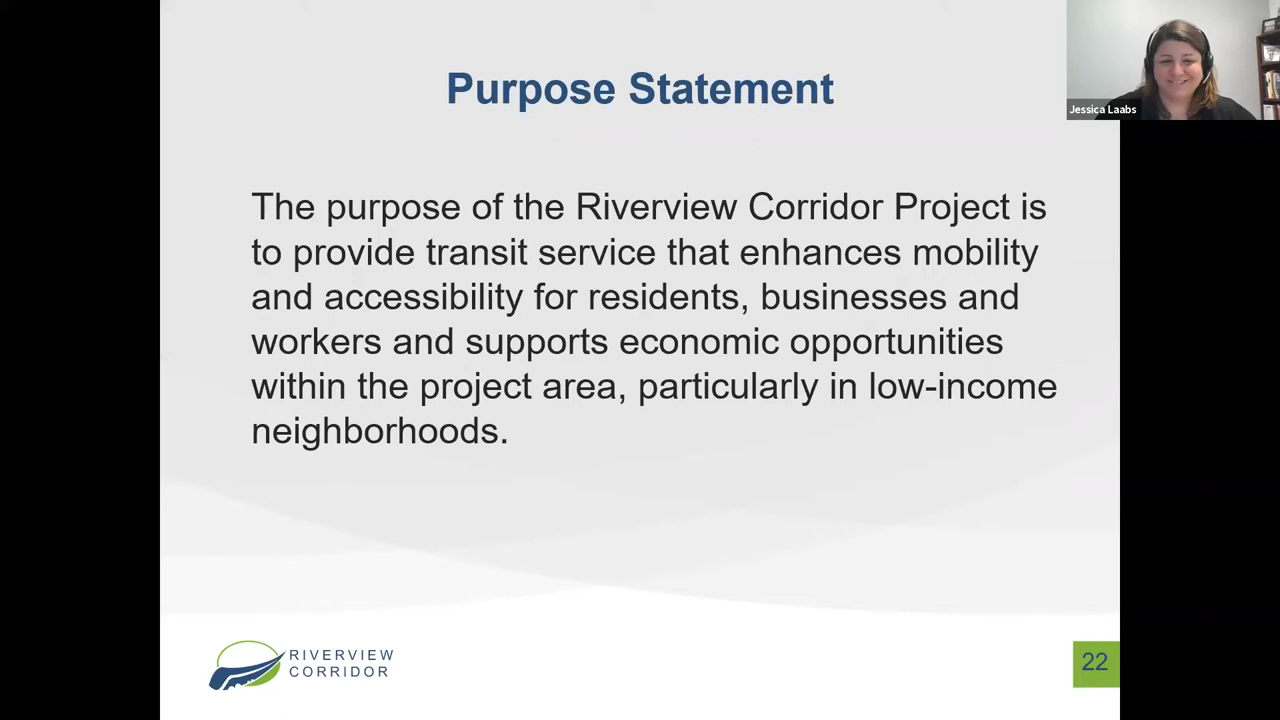 Purpose Statement
Jessica Laabs
The purpose of the Riverview Corridor Project is
to provide transit service that enhances mobility
and accessibility for residents, businesses and
workers and supports economic opportunities
within the project area, particularly in low-income
neighborhoods.
RIVERVIEW
CORRIDOR
22